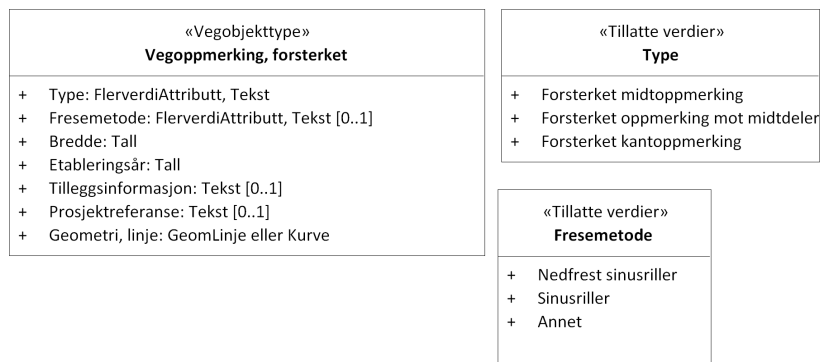 «Vegobjekttype»
Vegoppmerking, forsterket
+ Type: FlerverdiAttributt, Tekst
+ Fresemetode: FlerverdiAttributt, Tekst [0..1]
+ Bredde: Tall
+ Etableringsår: Tall
+ Tilleggsinformasjon: Tekst [0..1]
+ Prosjektreferanse: Tekst [0..1]
+ Geometri, linje: GeomLinje eller Kurve
«Tillatte verdier»
Type
+ Forsterket midtoppmerking
+ Forsterket oppmerking mot midtdeler
+ Forsterket kantoppmerking
«Tillatte verdier»
Fresemetode
+ Nedfrest sinusriller
+ Sinusriller
+ Annet